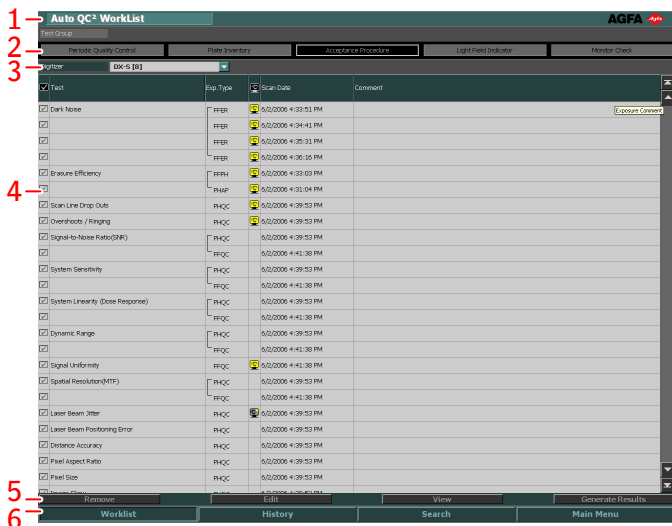 1 Auto QC² WorkList AGFA Agfa
Test Group
2 Periodic Quality Control Plate Inventory Acceptance Procedure Light Field Indicator Monitor Check
3 Digitizer DX-S [B]
Test Exp.Type Scan Date Comment
Dark Noise FFER 6/2/2006 4:33:51 PM Exposure Comment
FFER 6/2/2006 4:34:41 PM
FFER 6/2/2006 4:35:31 PM
FFER 6/2/2006 4:36:16 PM
Erasure Efficiency FFPH 6/2/2006 4:33:03 PM
4 PHAP 6/2/2006 4:31:04 PM
Scan Line Drop Outs PHQC 6/2/2006 4:39:53 PM
Overshoots / Ringing PHQC 6/2/2006 4:39:53 PM
Signal-to-Noise Ratio(SNR) PHQC 6/2/2006 4:39:53 PM
FFQC 6/2/2006 4:41:38 PM
System Sensitivity PHQC 6/2/2006 4:39:53 PM
FFQC 6/2/2006 4:41:38 PM
System Linearity (Dose Response) PHQC 6/2/2006 4:39:53 PM
FFQC 6/2/2006 4:41:38 PM
Dynamic Range PHQC 6/2/2006 4:39:53 PM
FFQC 6/2/2006 4:41:38 PM
Signal Uniformity FFQC 6/2/2006 4:41:38 PM
Spatial Resolution(MTF) PHQC 6/2/2006 4:39:53 PM
FFQC 6/2/2006 4:41:38 PM
Laser Beam Jitter PHQC 6/2/2006 4:39:53 PM
Laser Beam Positioning Error PHQC 6/2/2006 4:39:53 PM
Distance Accuracy PHQC 6/2/2006 4:39:53 PM
Pixel Aspect Ratio PHQC 6/2/2006 4:39:53 PM
Pixel Size PHQC 6/2/2006 4:39:53 PM
5 Remove Edit View Generate Results
6 Worklist History Search Main Menu